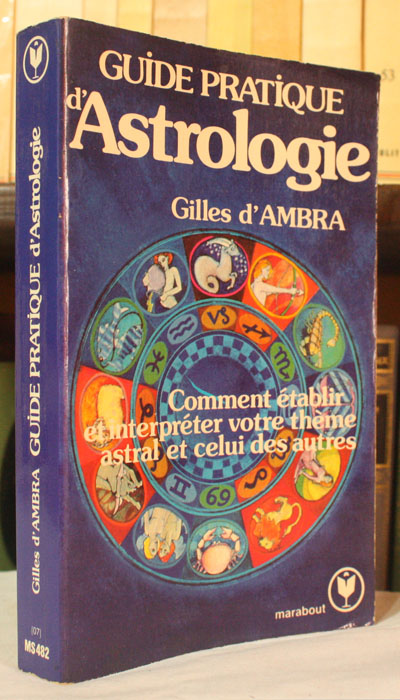 GUIDE PRATIQUE
d'Astrologie
Gilles d'AMBRA
Comment établir
et interpréter votre thème
astral et celui des autres
marabout
Gilles d'AMBRA GUIDE PRATIQUE d'Astrologie
[07]
MS 482
53